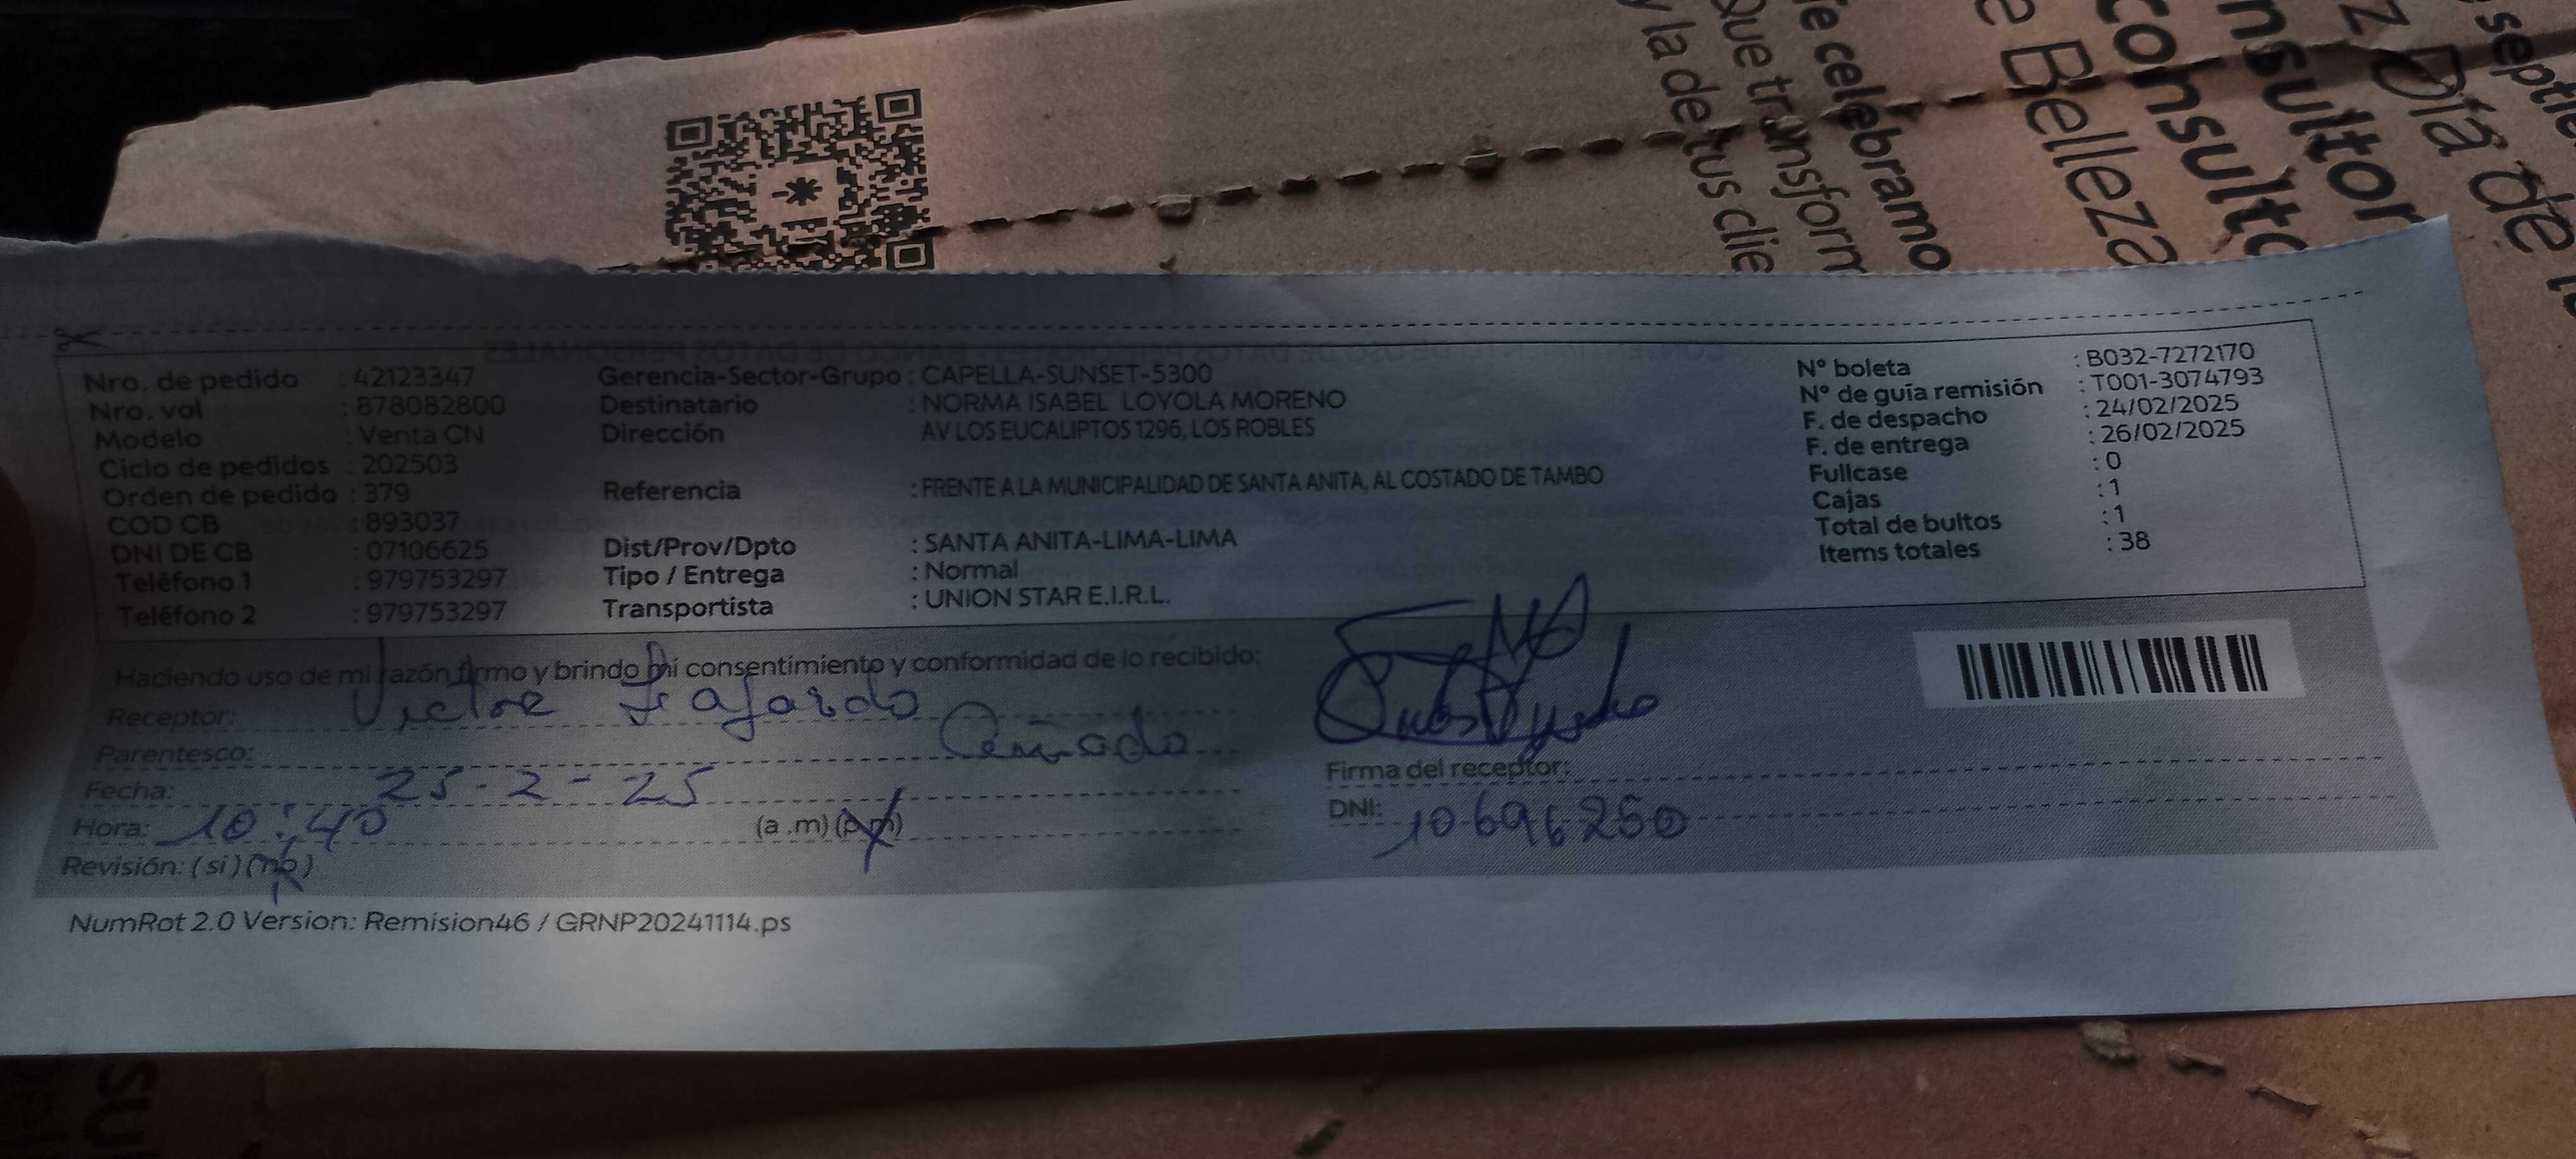 Te celebramo
que transform
y la de tus clie
septie
z Día de
nsultor
consulto
e Belleza
Nro. de pedido : 42123347
Nro. vol : 878082800
Modelo : Venta CN
Ciclo de pedidos : 202503
Orden de pedido : 379
COD CB : 893037
DNI DE CB : 07106625
Teléfono 1 : 979753297
Teléfono 2 : 979753297
Gerencia-Sector-Grupo : CAPELLA-SUNSET-5300
Destinatario : NORMA ISABEL LOYOLA MORENO
Dirección AV LOS EUCALIPTOS 1296, LOS ROBLES
Referencia : FRENTE A LA MUNICIPALIDAD DE SANTA ANITA, AL COSTADO DE TAMBO
Dist/Prov/Dpto : SANTA ANITA-LIMA-LIMA
Tipo / Entrega : Normal
Transportista : UNION STAR E.I.R.L.
N° boleta : B032-7272170
N° de guía remisión : T001-3074793
F. de despacho : 24/02/2025
F. de entrega : 26/02/2025
Fullcase : 0
Cajas : 1
Total de bultos : 1
Items totales : 38
Haciendo uso de mi razón firmo y brindo mi consentimiento y conformidad de lo recibido:
Receptor: Victor Fajardo
Parentesco: Cuñado
Fecha: 25-2-25
Hora: 10:40 (a .m) (p.m)
Revisión: (si) (no)
Firma del receptor:
DNI: 10696250
NumRot 2.0 Version: Remision46 / GRNP20241114.ps